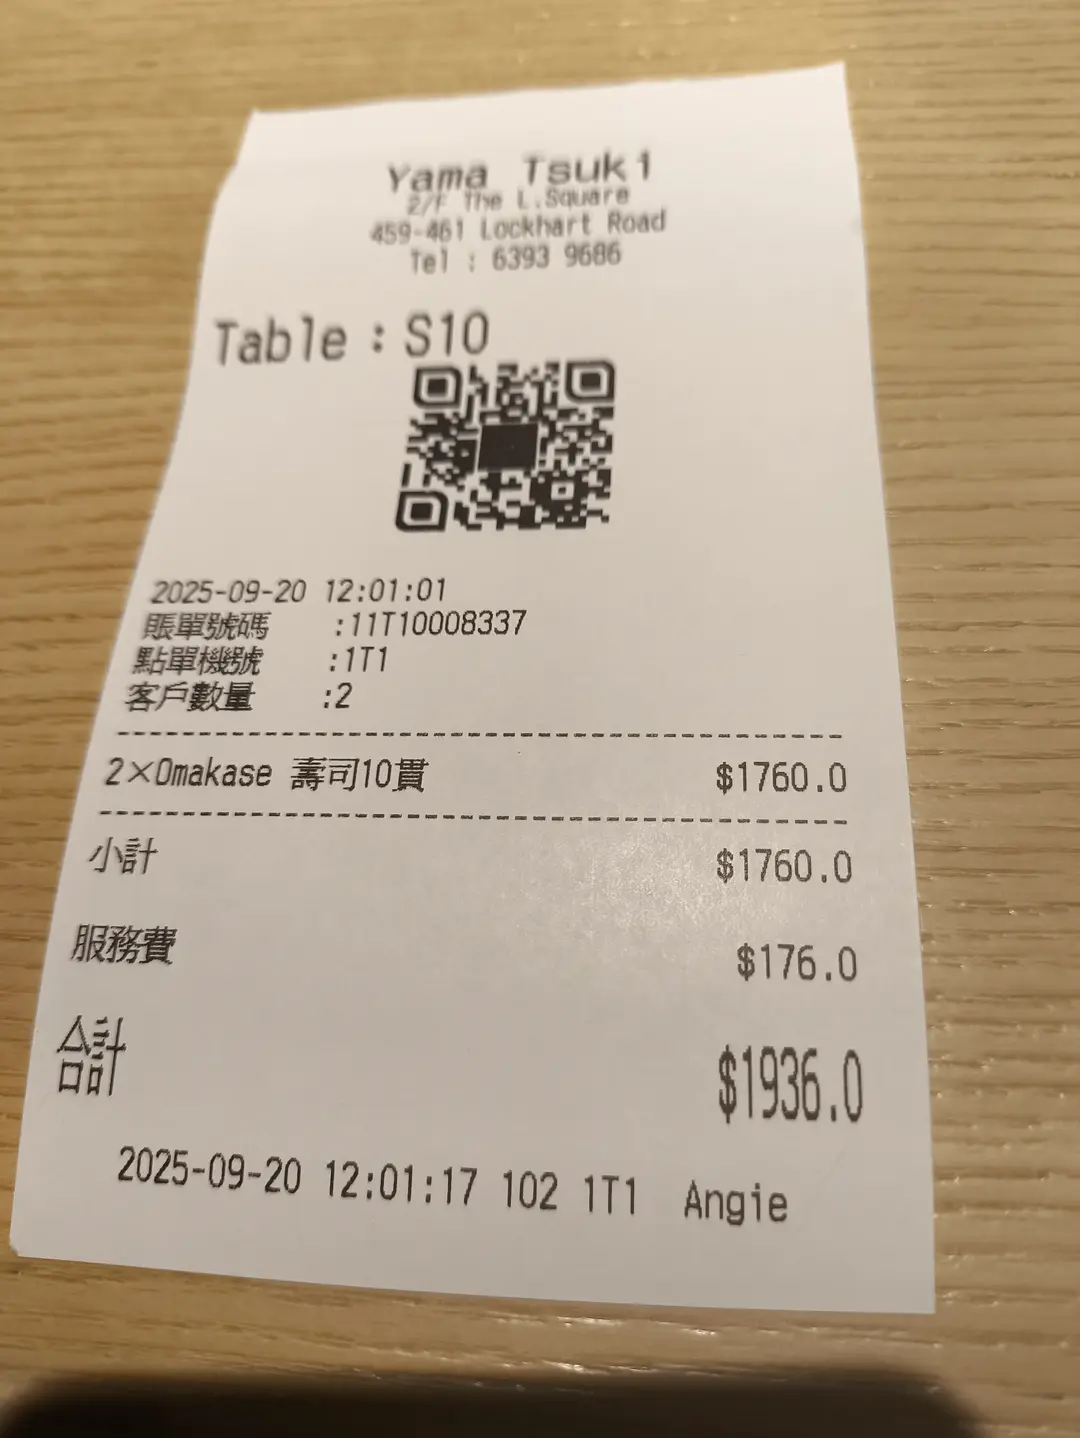 Yama Tsuki
2/F The L.Square
459-461 Lockhart Road
Tel : 6393 9686
Table : S10
2025-09-20 12:01:01
賬單號碼 :11T10008337
點單機號 :1T1
客戶數量 :2
2×Omakase 壽司10貫 $1760.0
小計 $1760.0
服務費 $176.0
合計 $1936.0
2025-09-20 12:01:17 102 1T1 Angie